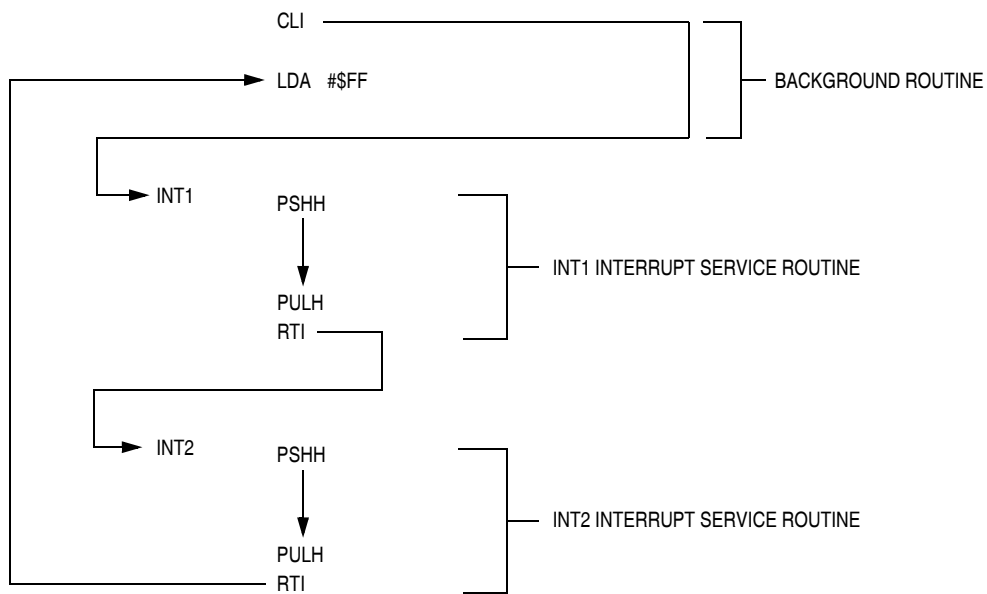 CLI
LDA #$FF
BACKGROUND ROUTINE
INT1
PSHH
INT1 INTERRUPT SERVICE ROUTINE
PULH
RTI
INT2
PSHH
INT2 INTERRUPT SERVICE ROUTINE
PULH
RTI